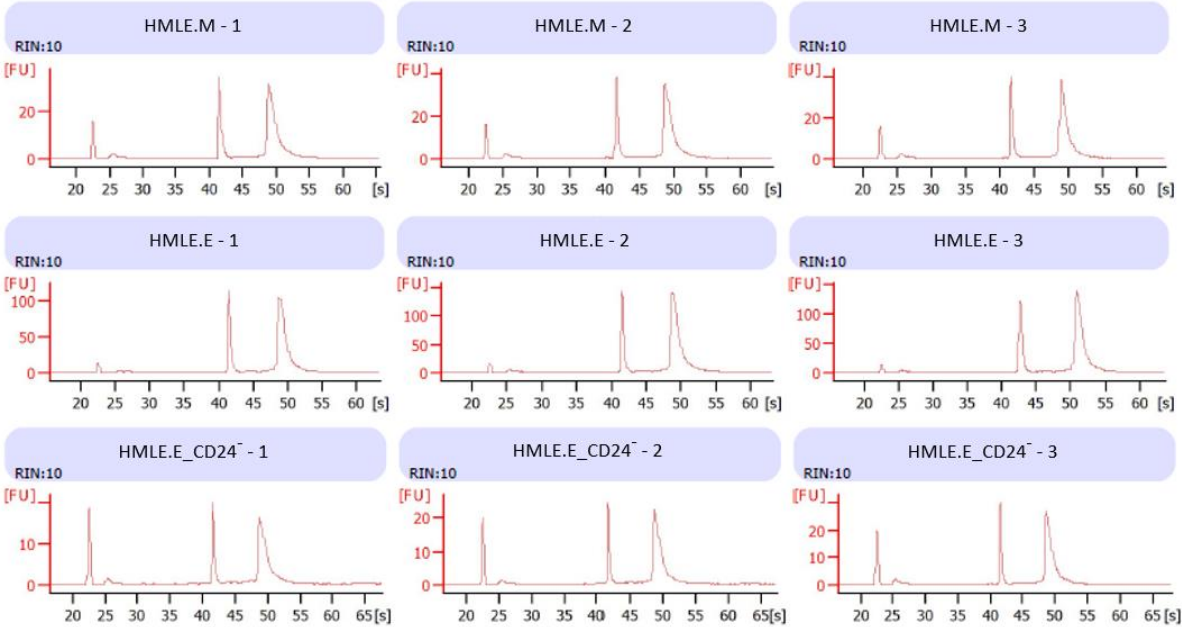 HMLE.M - 1
RIN:10
[FU]
20
0
20 25 30 35 40 45 50 55 60 [s]
HMLE.M - 2
RIN:10
[FU]
20
0
20 25 30 35 40 45 50 55 60 [s]
HMLE.M - 3
RIN:10
[FU]
20
0
20 25 30 35 40 45 50 55 60 [s]
HMLE.E - 1
RIN:10
[FU]
100
50
0
20 25 30 35 40 45 50 55 60 [s]
HMLE.E - 2
RIN:10
[FU]
100
50
0
20 25 30 35 40 45 50 55 60 [s]
HMLE.E - 3
RIN:10
[FU]
100
50
0
20 25 30 35 40 45 50 55 60 [s]
HMLE.E_CD24⁻ - 1
RIN:10
[FU]
10
0
20 25 30 35 40 45 50 55 60 65[s]
HMLE.E_CD24⁻ - 2
RIN:10
[FU]
20
10
0
20 25 30 35 40 45 50 55 60 65[s]
HMLE.E_CD24⁻ - 3
RIN:10
[FU]
20
10
0
20 25 30 35 40 45 50 55 60 65[s]